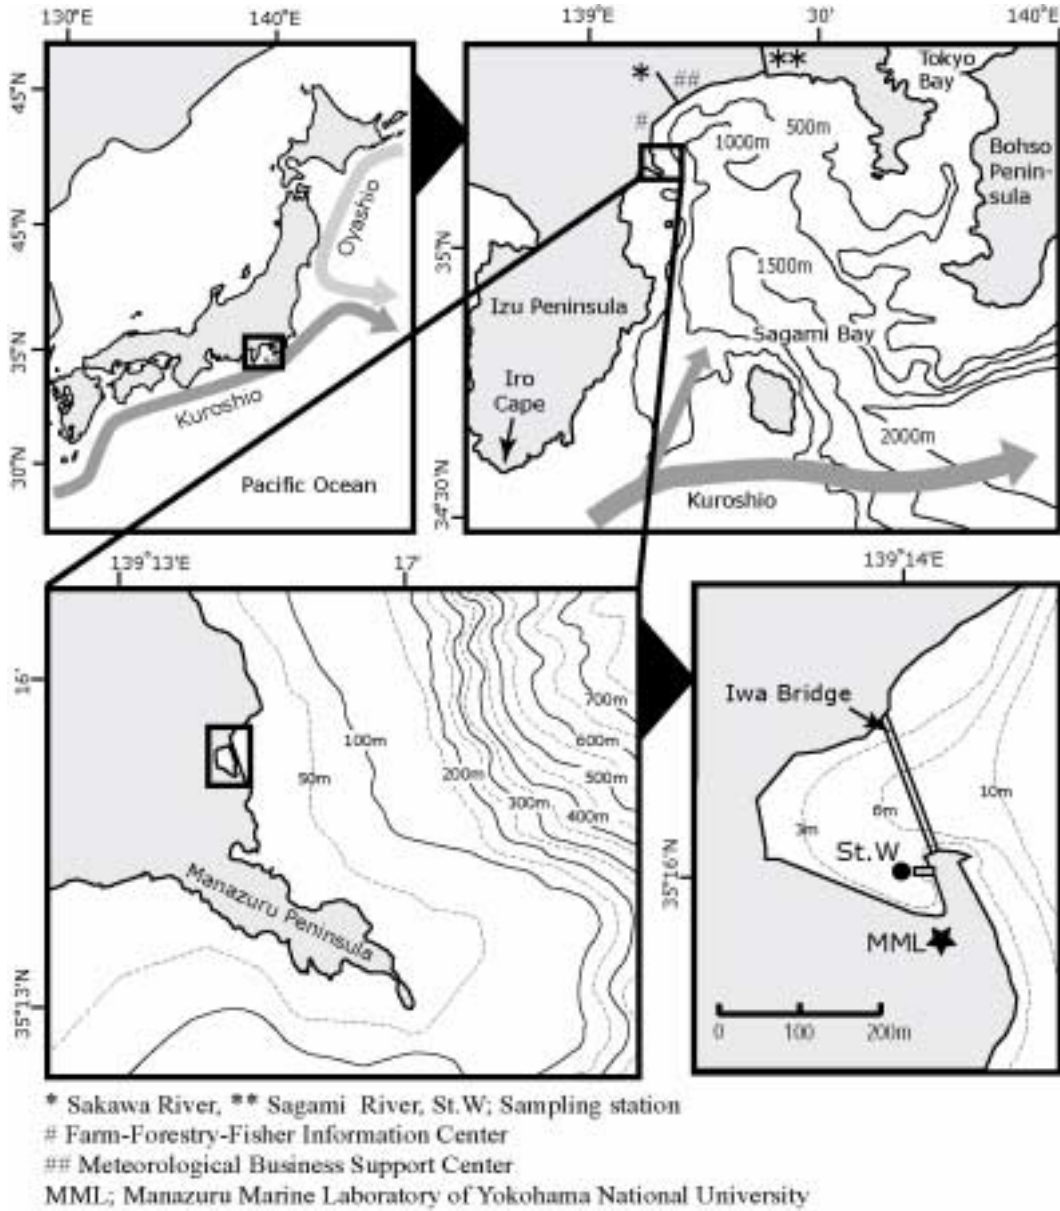 130°E 140°E
139°E 30' 140°E
45°N
45°N
35°N
30°N
Oyashio
Kuroshio
Pacific Ocean
35°N
34°30'N
*
##
**
#
Tokyo
Bay
500m
1000m
Bohso
Penin-
sula
1500m
Izu Peninsula
Sagami Bay
Iro
Cape
2000m
Kuroshio
139°13'E 17'
16'
35°13'N
700m
100m
600m
50m
200m
500m
300m
400m
Manazuru Peninsula
139°14'E
35°16'N
Iwa Bridge
10m
6m
3m
St.W
MML
0 100 200m
* Sakawa River, ** Sagami River, St.W; Sampling station
# Farm-Forestry-Fisher Information Center
## Meteorological Business Support Center
MML; Manazuru Marine Laboratory of Yokohama National University